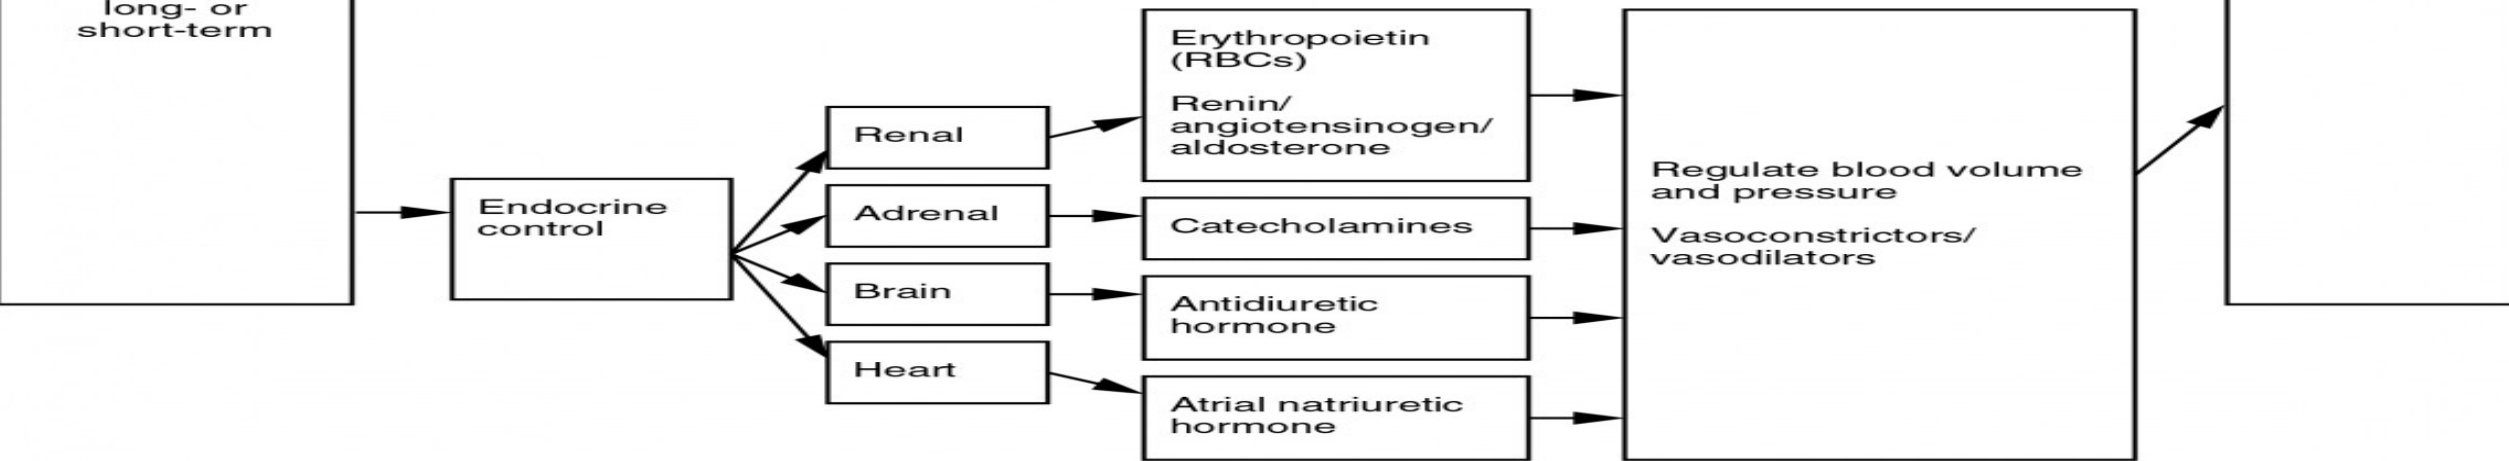 long- or
short-term
Endocrine
control
Renal
Adrenal
Brain
Heart
Erythropoietin
(RBCs)
Renin/
angiotensinogen/
aldosterone
Catecholamines
Antidiuretic
hormone
Atrial natriuretic
hormone
Regulate blood volume
and pressure
Vasoconstrictors/
vasodilators